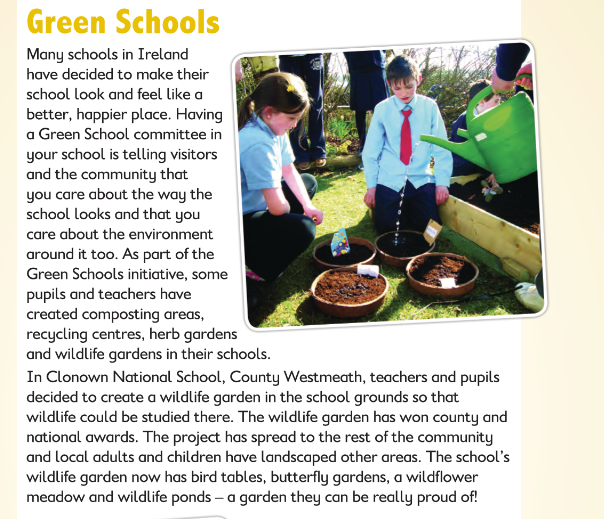 Green Schools
Many schools in Ireland
have decided to make their
school look and feel like a
better, happier place. Having
a Green School committee in
your school is telling visitors
and the community that
you care about the way the
school looks and that you
care about the environment
around it too. As part of the
Green Schools initiative, some
pupils and teachers have
created composting areas,
recycling centres, herb gardens
and wildlife gardens in their schools.
In Clonown National School, County Westmeath, teachers and pupils
decided to create a wildlife garden in the school grounds so that
wildlife could be studied there. The wildlife garden has won county and
national awards. The project has spread to the rest of the community
and local adults and children have landscaped other areas. The school's
wildlife garden now has bird tables, butterfly gardens, a wildflower
meadow and wildlife ponds – a garden they can be really proud of!